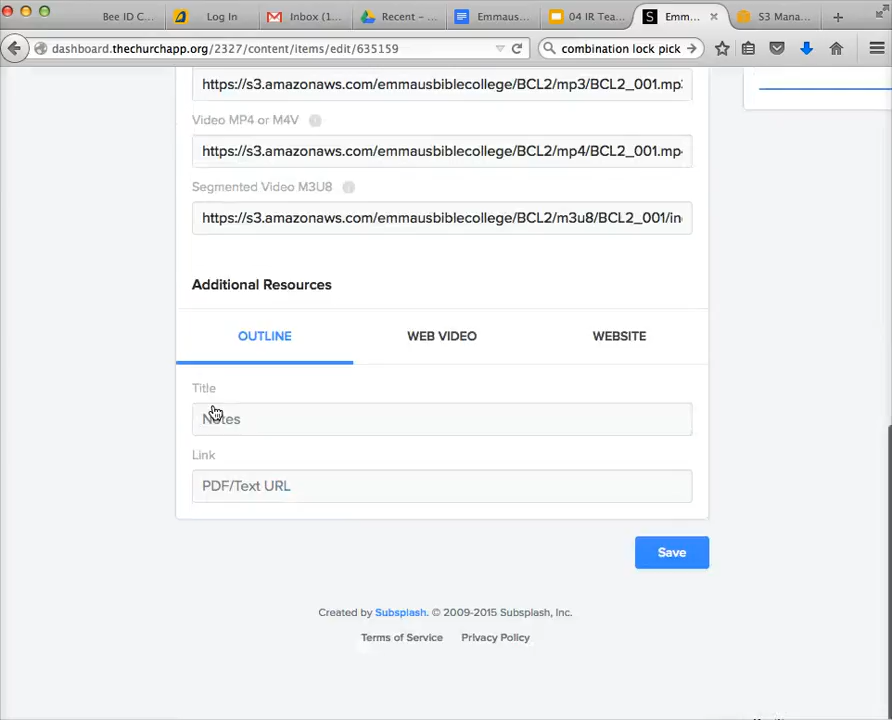 Bee ID C...
Log In
Inbox (1...
Recent – ...
Emmaus...
04 IR Tea...
S Emm...
S3 Mana...
dashboard.thechurchapp.org/2327/content/items/edit/635159
combination lock pick
https://s3.amazonaws.com/emmausbiblecollege/BCL2/mp3/BCL2_001.mp3
Video MP4 or M4V
https://s3.amazonaws.com/emmausbiblecollege/BCL2/mp4/BCL2_001.mp
Segmented Video M3U8
https://s3.amazonaws.com/emmausbiblecollege/BCL2/m3u8/BCL2_001/in
Additional Resources
OUTLINE
WEB VIDEO
WEBSITE
Title
Notes
Link
PDF/Text URL
Save
Created by Subsplash. © 2009-2015 Subsplash, Inc.
Terms of Service
Privacy Policy